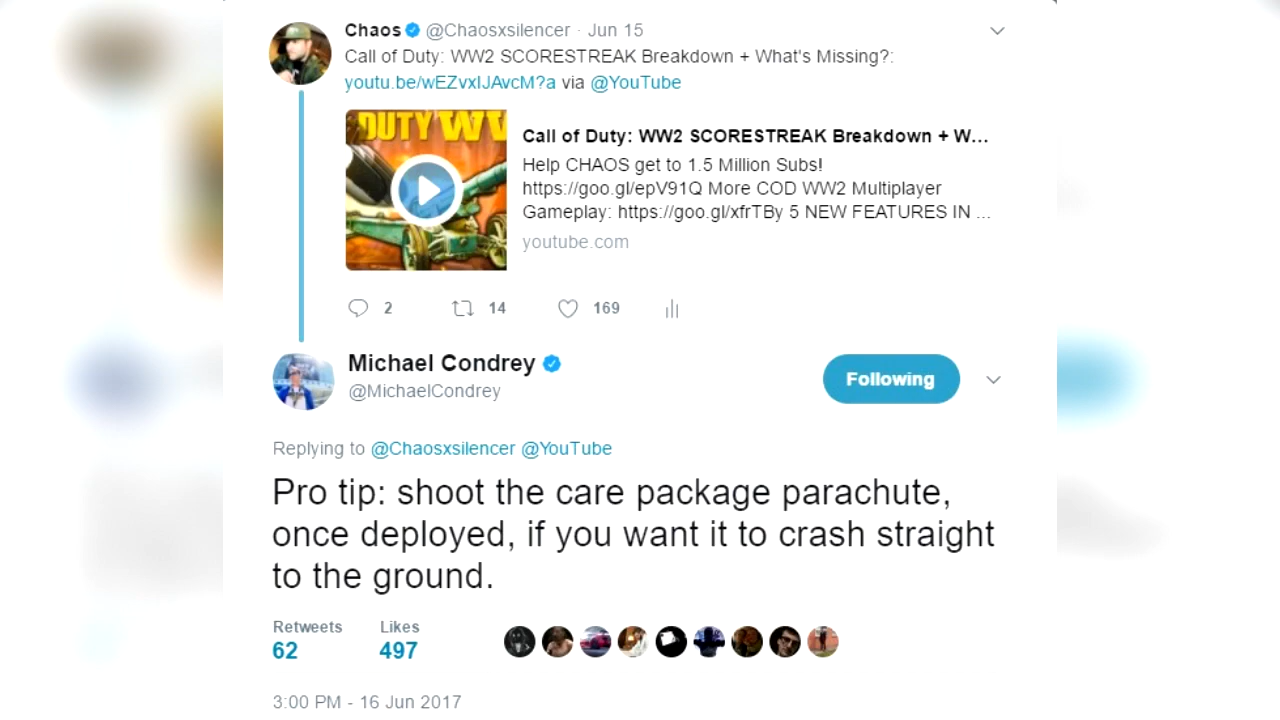 Chaos @Chaosxsilencer · Jun 15
Call of Duty: WW2 SCORESTREAK Breakdown + What's Missing?:
youtu.be/wEZvxIJAvcM?a via @YouTube
DUTY WW
Call of Duty: WW2 SCORESTREAK Breakdown + W...
Help CHAOS get to 1.5 Million Subs!
https://goo.gl/epV91Q More COD WW2 Multiplayer
Gameplay: https://goo.gl/xfrTBy 5 NEW FEATURES IN ...
youtube.com
2 14 169
Michael Condrey
Following
@MichaelCondrey
Replying to @Chaosxsilencer @YouTube
Pro tip: shoot the care package parachute,
once deployed, if you want it to crash straight
to the ground.
Retweets Likes
62 497
3:00 PM - 16 Jun 2017